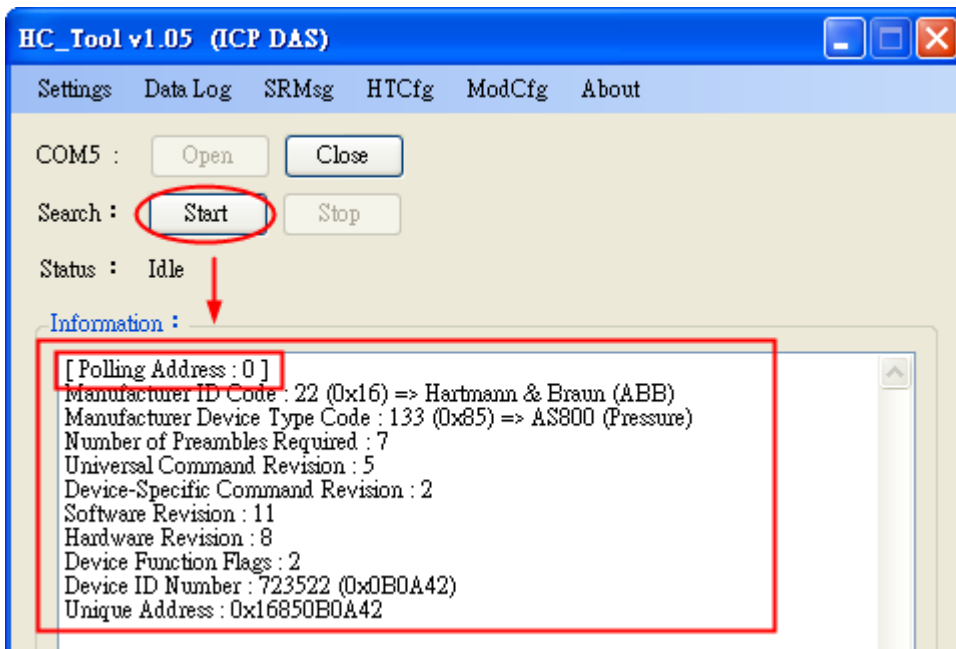 HC_Tool v1.05 (ICP DAS)
Settings Data Log SRMsg HTCfg ModCfg About
COM5 : Open Close
Search : Start Stop
Status : Idle
Information :
[ Polling Address : 0 ]
Manufacturer ID Code : 22 (0x16) => Hartmann & Braun (ABB)
Manufacturer Device Type Code : 133 (0x85) => AS800 (Pressure)
Number of Preambles Required : 7
Universal Command Revision : 5
Device-Specific Command Revision : 2
Software Revision : 11
Hardware Revision : 8
Device Function Flags : 2
Device ID Number : 723522 (0x0B0A42)
Unique Address : 0x16850B0A42